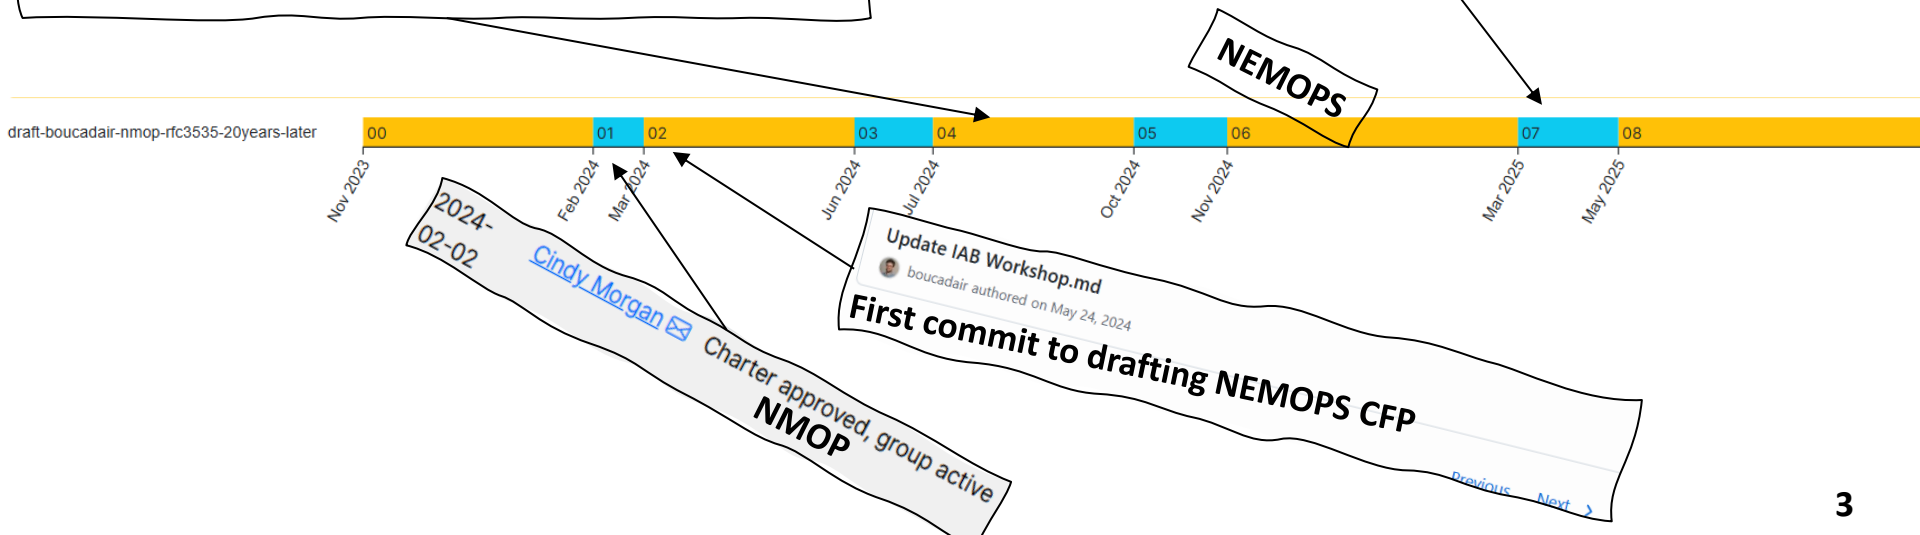 NEMOPS
draft-boucadair-nmop-rfc3535-20years-later
00 01 02 03 04 05 06 07 08
Nov 2023 Feb 2024 Mar 2024 Jun 2024 Jul 2024 Oct 2024 Nov 2024 Mar 2025 May 2025
2024-
02-02
Cindy Morgan
Charter approved, group active
NMOP
Update IAB Workshop.md
boucadair authored on May 24, 2024
First commit to drafting NEMOPS CFP
Previous Next
3